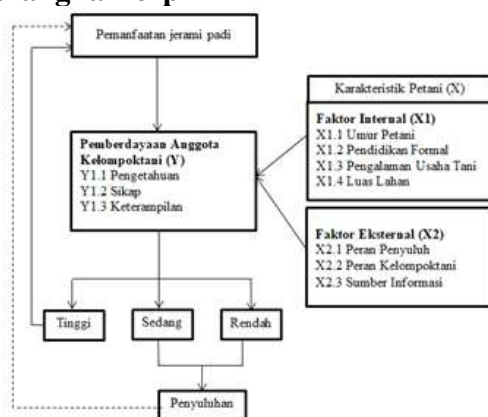 Pemanfaatan jerami padi
Karakteristik Petani (X)
Faktor Internal (X1)
X1.1 Umur Petani
X1.2 Pendidikan Formal
X1.3 Pengalaman Usaha Tani
X1.4 Luas Lahan
Pemberdayaan Anggota
Kelompoktani (Y)
Y1.1 Pengetahuan
Y1.2 Sikap
Y1.3 Keterampilan
Faktor Eksternal (X2)
X2.1 Peran Penyuluh
X2.2 Peran Kelompoktani
X2.3 Sumber Informasi
Tinggi
Sedang
Rendah
Penyuluhan